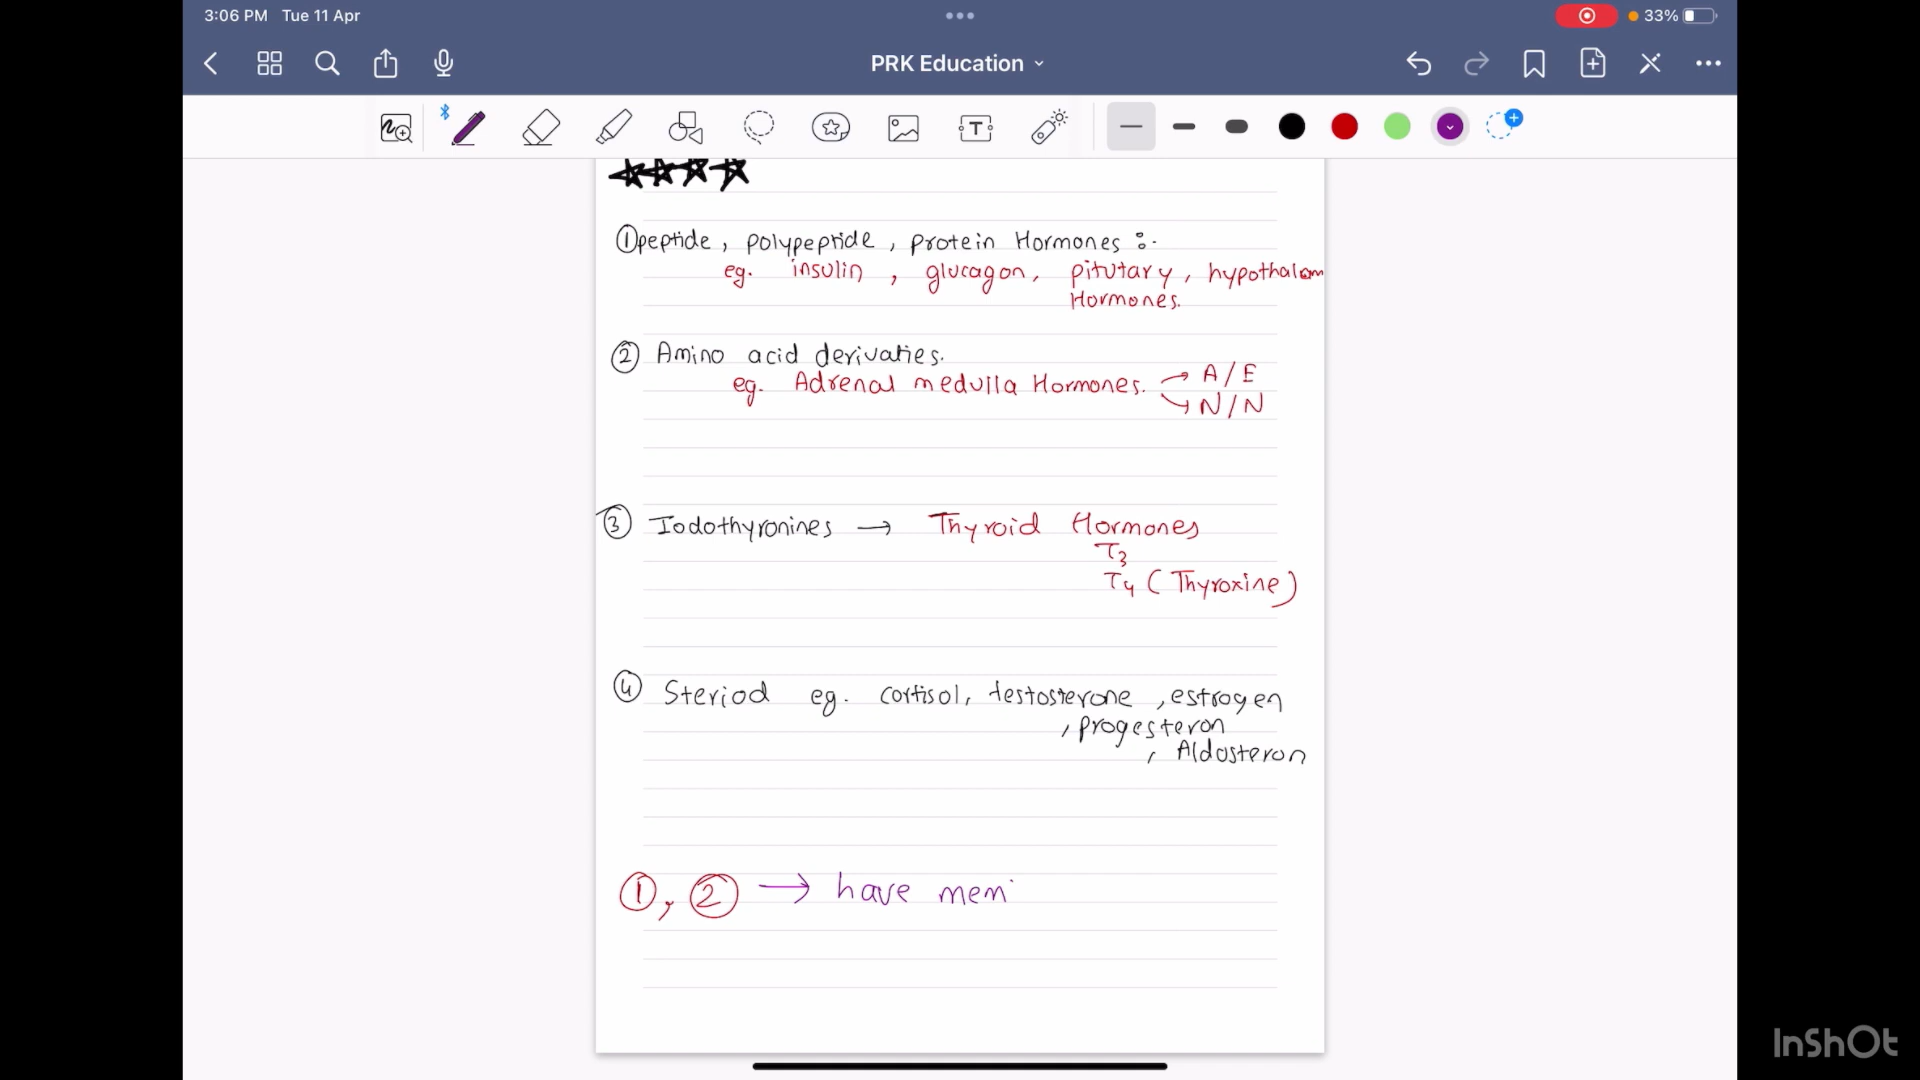 3:06 PM Tue 11 Apr
33%
PRK Education
★★★★
① peptide, polypeptide, protein Hormones :-
eg. insulin, glucagon, pitutary, hypothalam
Hormones.
② Amino acid derivaties.
eg. Adrenal medulla Hormones. → A/E
→ N/N
③ Iodothyronines → Thyroid Hormones
T3
T4 (Thyroxine)
④ Steriod eg. cortisol, testosterone, estrogen
, progesteron
, Aldosteron
①, ② → have mem
InShOt